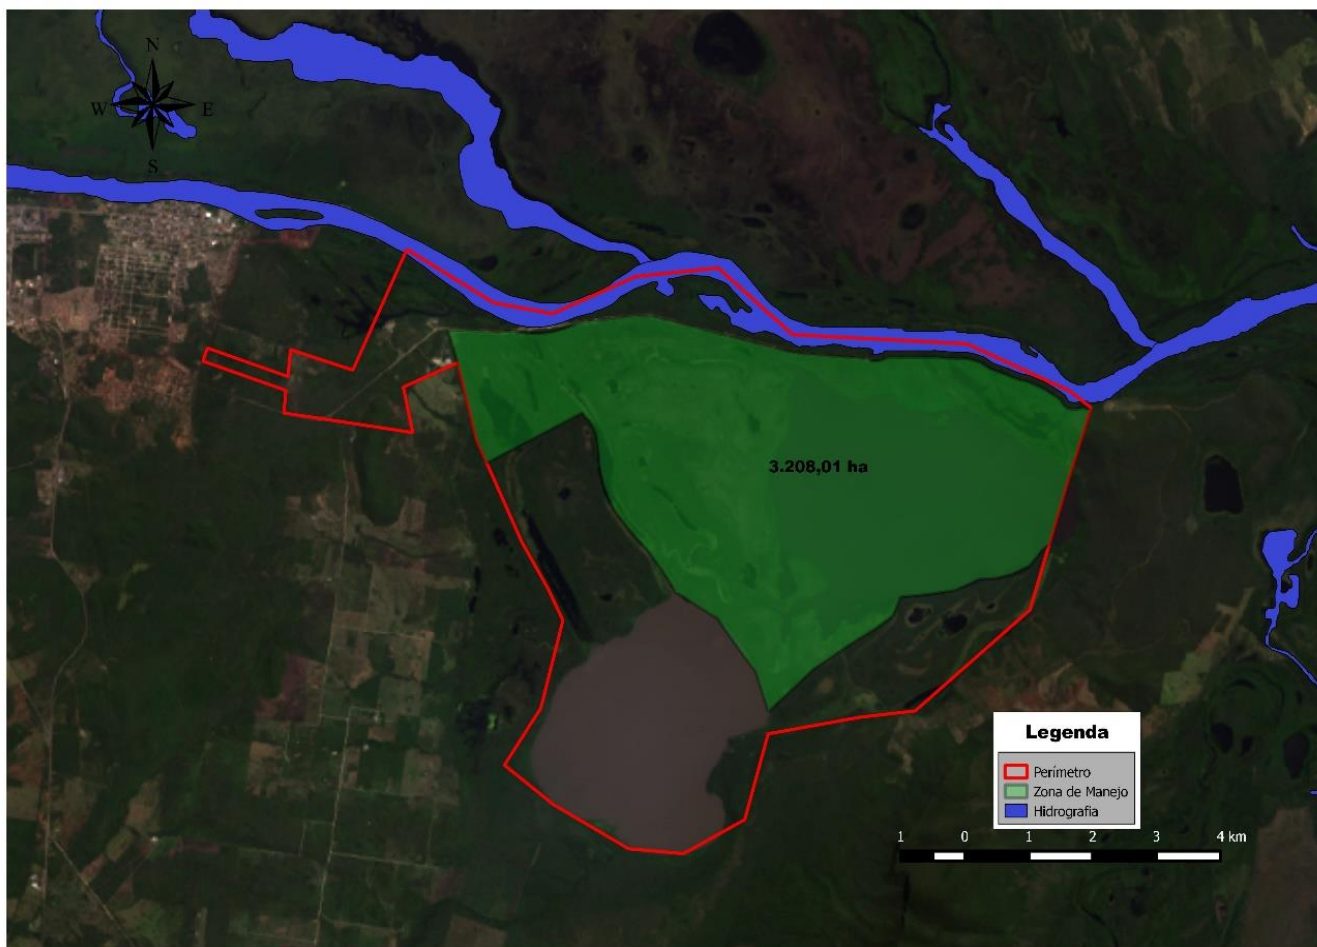 N
W E
S
3.208,01 ha
Legenda
Perímetro
Zona de Manejo
Hidrografia
1 0 1 2 3 4 km